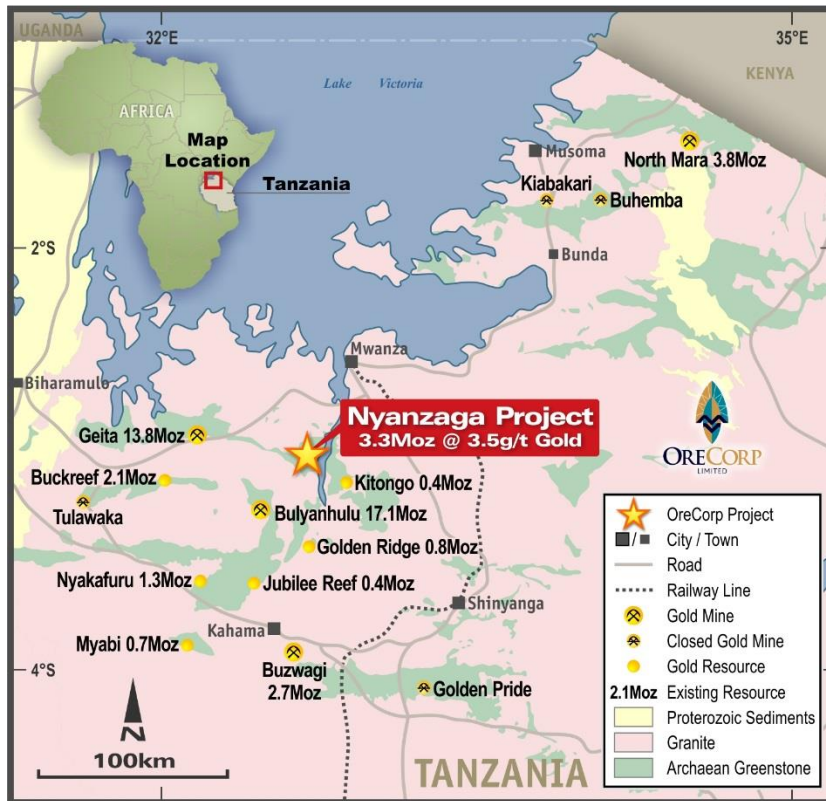 UGANDA
32°E
35°E
KENYA
Lake Victoria
AFRICA
Map
Location
Tanzania
Musoma
North Mara 3.8Moz
Kiabakari
Buhemba
2°S
Bunda
Mwanza
Biharamulo
Nyanzaga Project
3.3Moz @ 3.5g/t Gold
Geita 13.8Moz
ORECORP
LIMITED
Buckreef 2.1Moz
Kitongo 0.4Moz
Tulawaka
Bulyanhulu 17.1Moz
Golden Ridge 0.8Moz
Nyakafuru 1.3Moz
Jubilee Reef 0.4Moz
Shinyanga
Kahama
Myabi 0.7Moz
Buzwagi
2.7Moz
4°S
Golden Pride
N
100km
TANZANIA
OreCorp Project
/ City / Town
Road
Railway Line
Gold Mine
Closed Gold Mine
Gold Resource
2.1Moz Existing Resource
Proterozoic Sediments
Granite
Archaean Greenstone